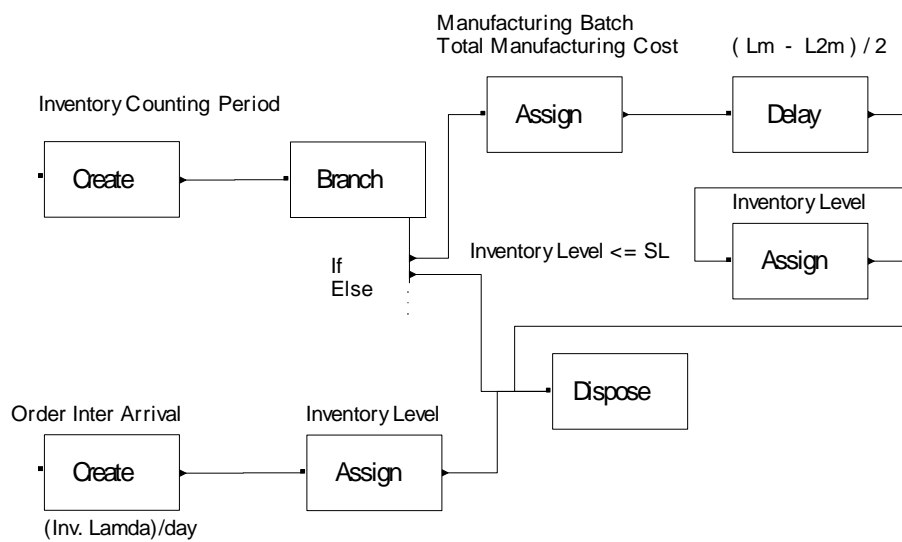 Manufacturing Batch
Total Manufacturing Cost
( Lm - L2m ) / 2
Inventory Counting Period
Assign
Delay
Create
Branch
Inventory Level
Inventory Level <= SL
Assign
If
Else
Dispose
Order Inter Arrival
Inventory Level
Create
Assign
(Inv. Lamda)/day